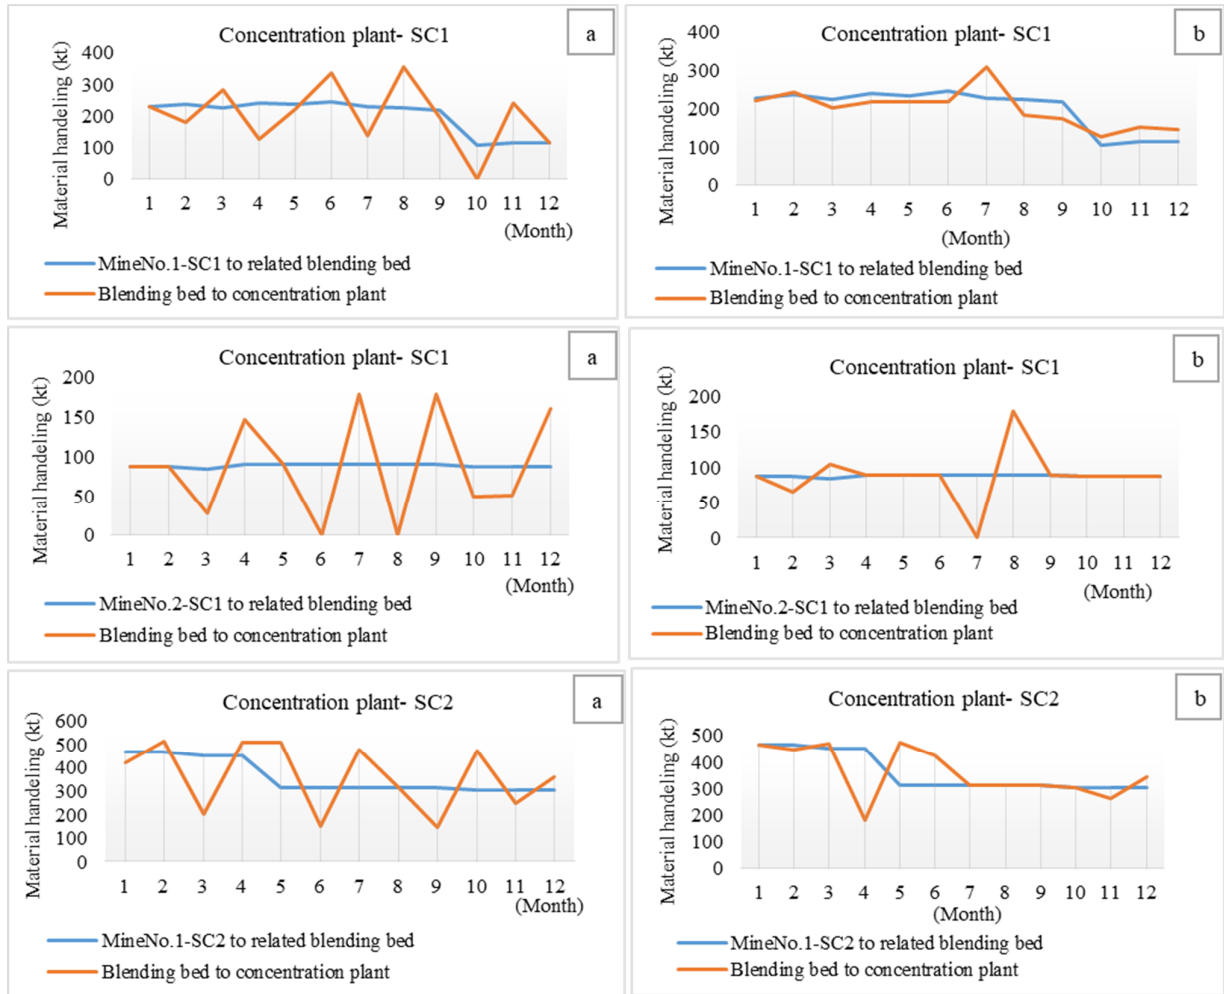 Concentration plant- SC1
a
Material handeling (kt)
400
300
200
100
0
1 2 3 4 5 6 7 8 9 10 11 12
(Month)
MineNo.1-SC1 to related blending bed
Blending bed to concentration plant
Concentration plant- SC1
b
Material handeling (kt)
400
300
200
100
0
1 2 3 4 5 6 7 8 9 10 11 12
(Month)
MineNo.1-SC1 to related blending bed
Blending bed to concentration plant
Concentration plant- SC1
a
Material handeling (kt)
200
150
100
50
0
1 2 3 4 5 6 7 8 9 10 11 12
(Month)
MineNo.2-SC1 to related blending bed
Blending bed to concentration plant
Concentration plant- SC1
b
Material handeling (kt)
200
150
100
50
0
1 2 3 4 5 6 7 8 9 10 11 12
(Month)
MineNo.2-SC1 to related blending bed
Blending bed to concentration plant
Concentration plant- SC2
a
Material handeling (kt)
600
500
400
300
200
100
0
1 2 3 4 5 6 7 8 9 10 11 12
(Month)
MineNo.1-SC2 to related blending bed
Blending bed to concentration plant
Concentration plant- SC2
b
Material handeling (kt)
500
400
300
200
100
0
1 2 3 4 5 6 7 8 9 10 11 12
(Month)
MineNo.1-SC2 to related blending bed
Blending bed to concentration plant